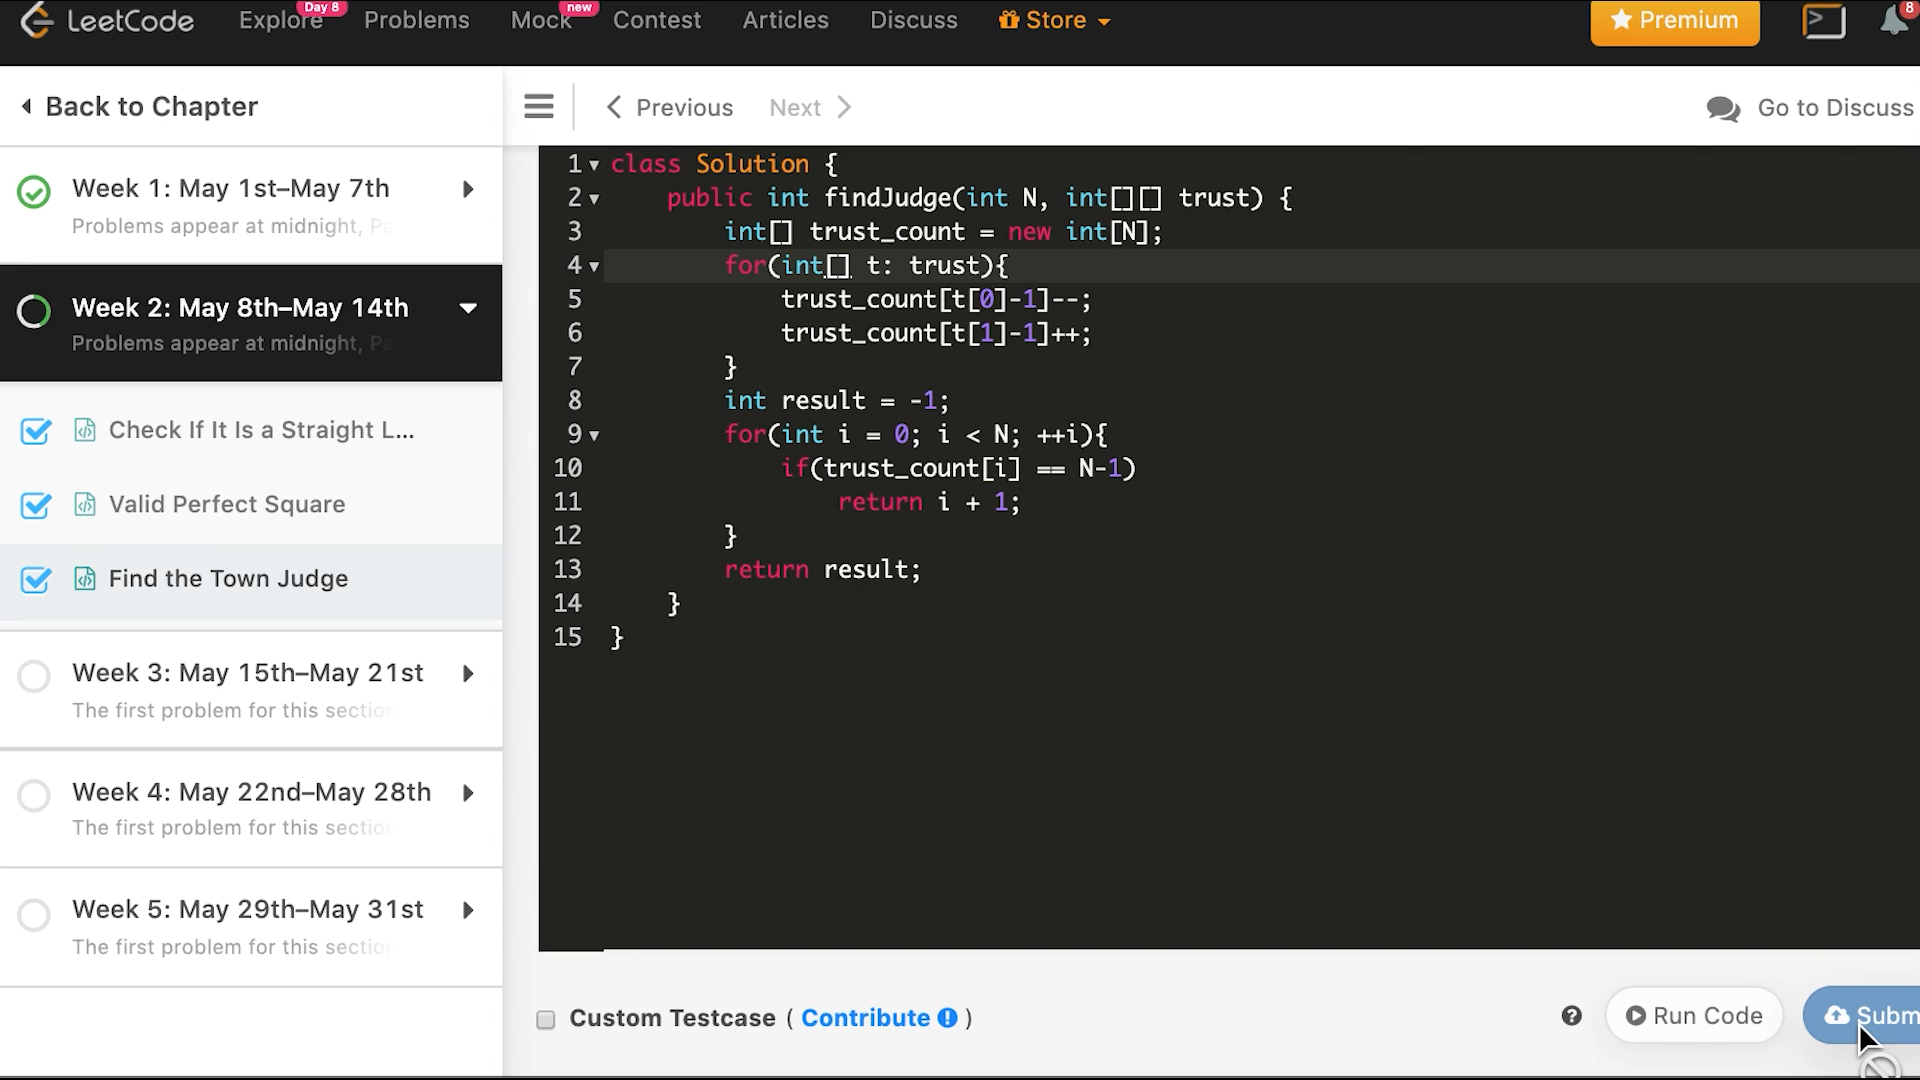 LeetCode Explore Day 8 Problems Mock new Contest Articles Discuss Store Premium 8
Back to Chapter
Previous Next Go to Discuss
Week 1: May 1st–May 7th
Problems appear at midnight,
Week 2: May 8th–May 14th
Problems appear at midnight,
Check If It Is a Straight L...
Valid Perfect Square
Find the Town Judge
Week 3: May 15th–May 21st
The first problem for this section
Week 4: May 22nd–May 28th
The first problem for this section
Week 5: May 29th–May 31st
The first problem for this section
1 class Solution {
2 public int findJudge(int N, int[][] trust) {
3 int[] trust_count = new int[N];
4 for(int[] t: trust){
5 trust_count[t[0]-1]--;
6 trust_count[t[1]-1]++;
7 }
8 int result = -1;
9 for(int i = 0; i < N; ++i){
10 if(trust_count[i] == N-1)
11 return i + 1;
12 }
13 return result;
14 }
15 }
Custom Testcase ( Contribute ! ) ? Run Code Subm